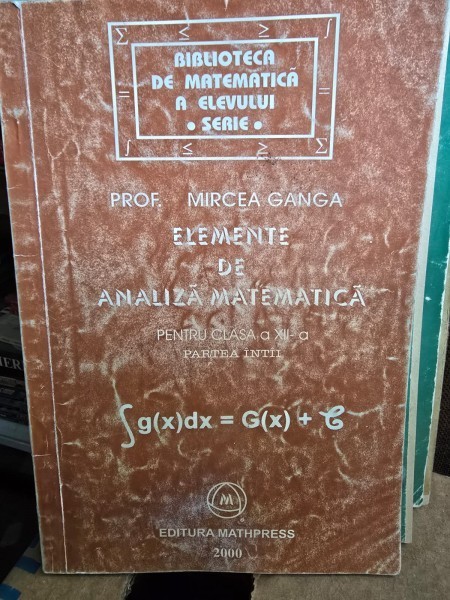 Σ ≤ ≥ ∫
BIBLIOTECA
DE MATEMATICĂ
A ELEVULUI
• SERIE •
= =
∫ ≤ ≥ Σ
PROF. MIRCEA GANGA
ELEMENTE
DE
ANALIZĂ MATEMATICĂ
PENTRU CLASA a XII-a
PARTEA ÎNTÎI
∫g(x)dx = G(x) + 𝒞
M
EDITURA MATHPRESS
2000